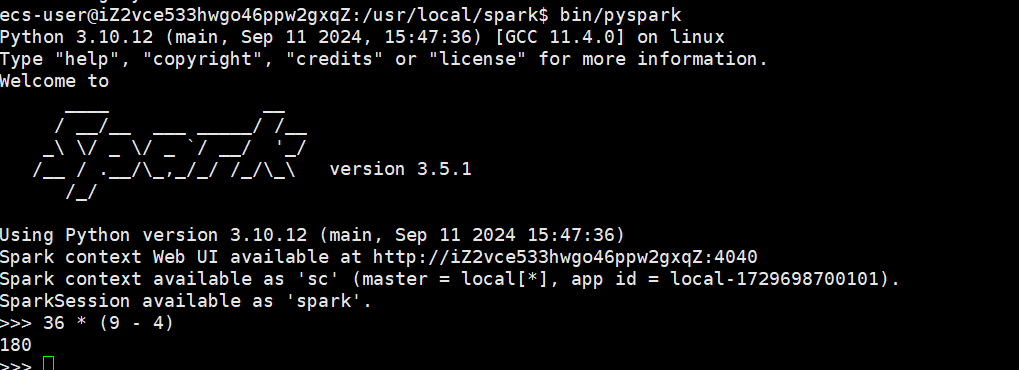 ecs-user@iZ2vce533hwgo46ppw2gxqZ:/usr/local/spark$ bin/pyspark
Python 3.10.12 (main, Sep 11 2024, 15:47:36) [GCC 11.4.0] on linux
Type "help", "copyright", "credits" or "license" for more information.
Welcome to
      ____              __
     / __/__  ___ _____/ /__
    _\ \/ _ \/ _ `/ __/  '_/
   /__ / .__/\_,_/_/ /_/\_\   version 3.5.1
      /_/
Using Python version 3.10.12 (main, Sep 11 2024 15:47:36)
Spark context Web UI available at http://iZ2vce533hwgo46ppw2gxqZ:4040
Spark context available as 'sc' (master = local[*], app id = local-1729698700101).
SparkSession available as 'spark'.
>>> 36 * (9 - 4)
180
>>>